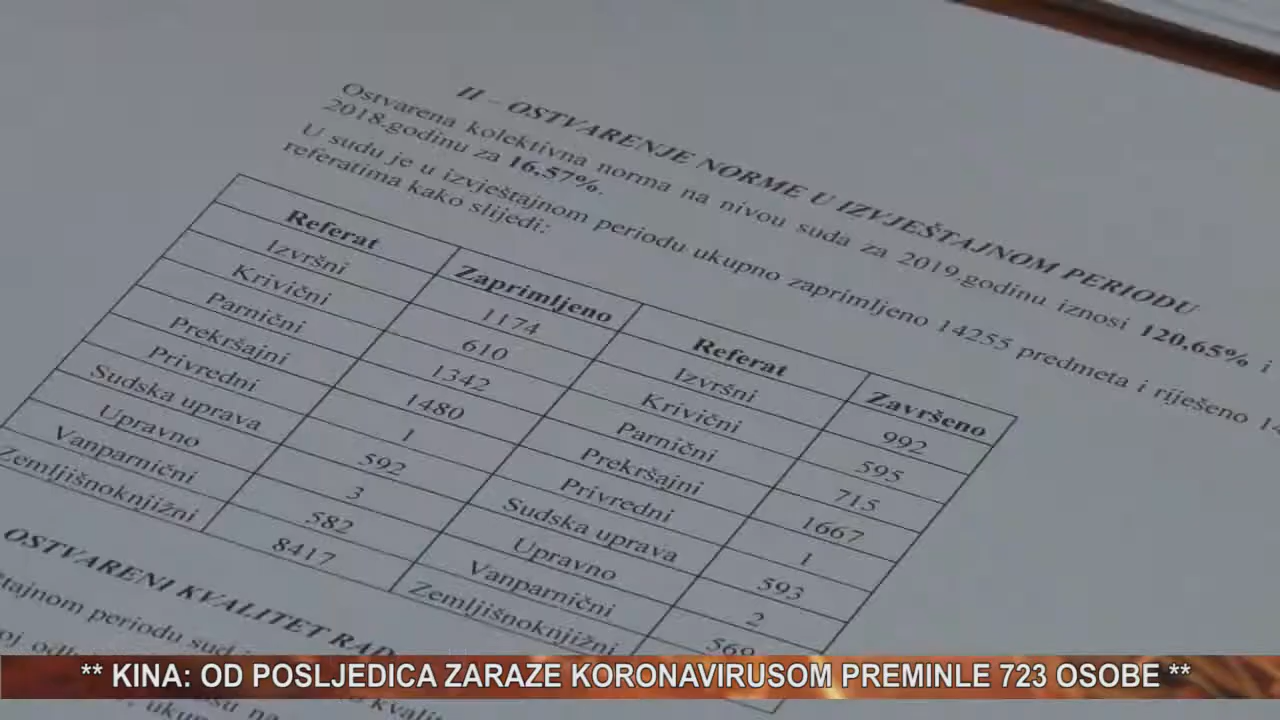 II – OSTVARENJE NORME U IZVJEŠTAJNOM PERIODU
Ostvarena kolektivna norma na nivou suda za 2019.godinu iznosi 120,65% i
2018.godinu za 16,57%.
U sudu je u izvještajnom periodu ukupno zaprimljeno 14255 predmeta i riješeno
referatima kako slijedi:
Referat Zaprimljeno Referat Završeno
Izvršni 1174 Izvršni 992
Krivični 610 Krivični 595
Parnični 1342 Parnični 715
Prekršajni 1480 Prekršajni 1667
Privredni 1 Privredni 1
Sudska uprava 592 Sudska uprava 593
Upravno 3 Upravno 2
Vanparnični 582 Vanparnični 569
Zemljišnoknjižni 8417 Zemljišnoknjižni
OSTVARENI KVALITET RAD
periodu sud
** KINA: OD POSLJEDICA ZARAZE KORONAVIRUSOM PREMINLE 723 OSOBE **